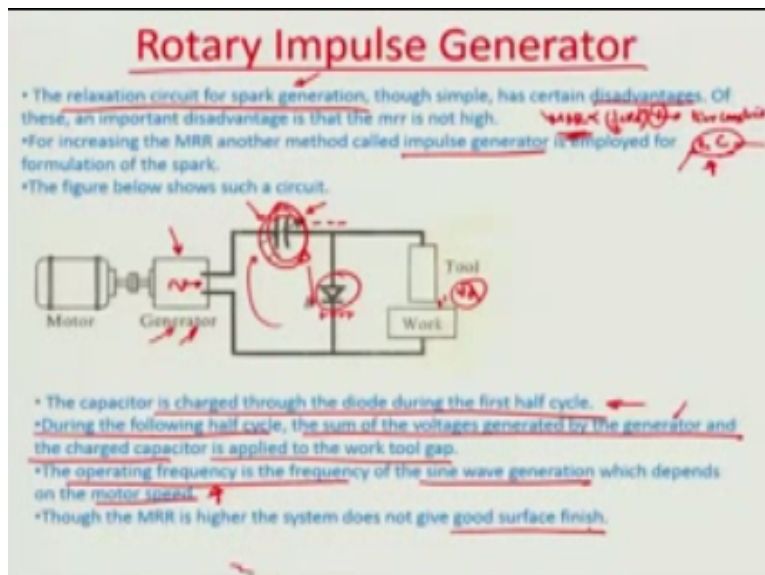 Rotary Impulse Generator
• The relaxation circuit for spark generation, though simple, has certain disadvantages. Of
these, an important disadvantage is that the mrr is not high.
•For increasing the MRR another method called impulse generator is employed for
formulation of the spark.
•The figure below shows such a circuit.
Motor
Generator
Tool
Work
• The capacitor is charged through the diode during the first half cycle.
•During the following half cycle, the sum of the voltages generated by the generator and
the charged capacitor is applied to the work tool gap.
•The operating frequency is the frequency of the sine wave generation which depends
on the motor speed.
•Though the MRR is higher the system does not give good surface finish.